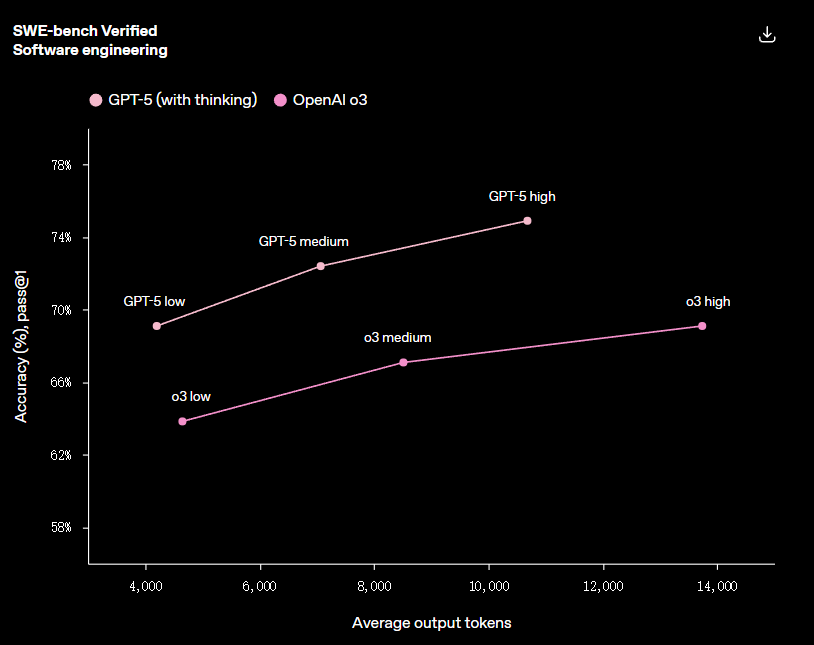 SWE-bench Verified
Software engineering
GPT-5 (with thinking) OpenAI o3
78%
74%
70%
66%
62%
58%
Accuracy (%), pass@1
GPT-5 high
GPT-5 medium
GPT-5 low
o3 high
o3 medium
o3 low
4,000 6,000 8,000 10,000 12,000 14,000
Average output tokens